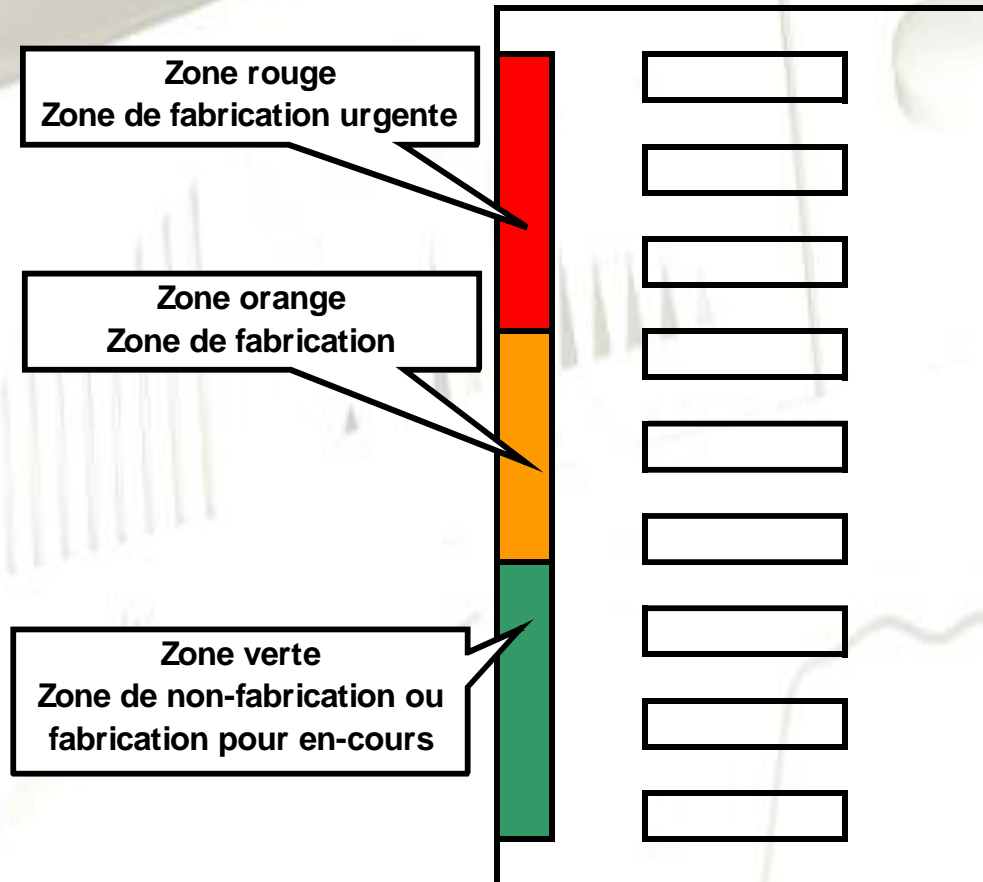 Zone rouge
Zone de fabrication urgente
Zone orange
Zone de fabrication
Zone verte
Zone de non-fabrication ou
fabrication pour en-cours